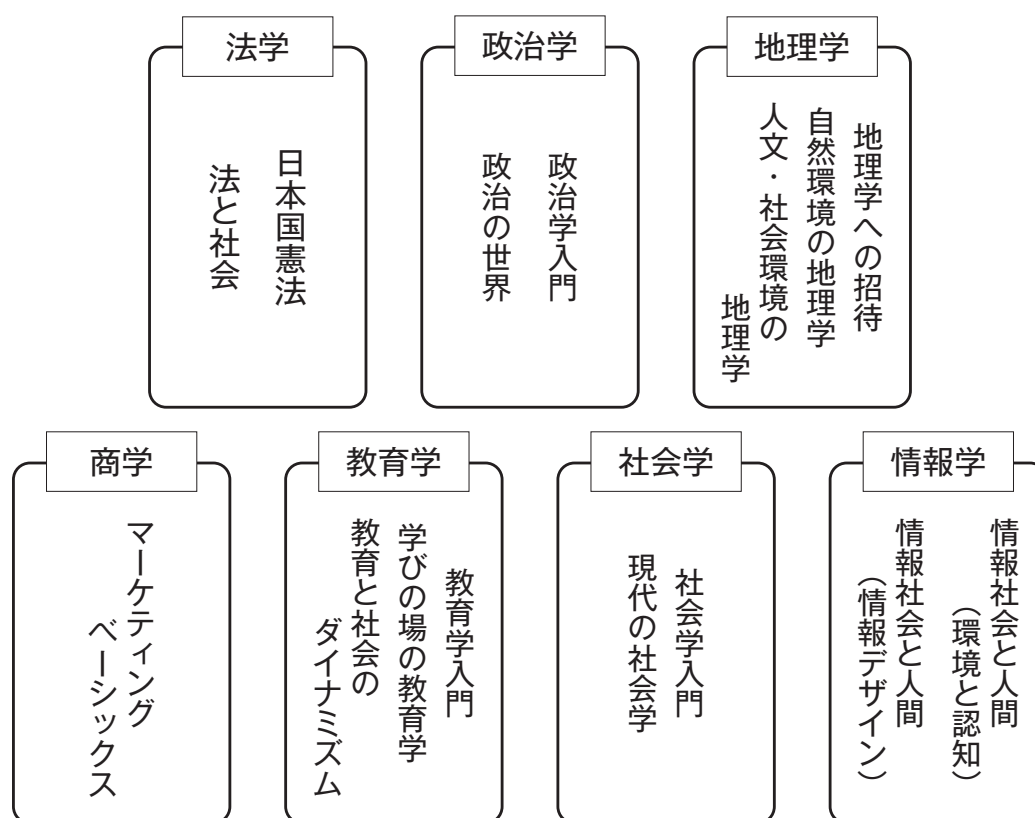 法学
日本国憲法
法と社会
政治学
政治学入門
政治の世界
地理学
地理学への招待
自然環境の地理学
人文・社会環境の
地理学
商学
マーケティング
ベーシックス
教育学
教育学入門
学びの場の教育学
教育と社会の
ダイナミズム
社会学
社会学入門
現代の社会学
情報学
情報社会と人間
（環境と認知）
情報社会と人間
（情報デザイン）